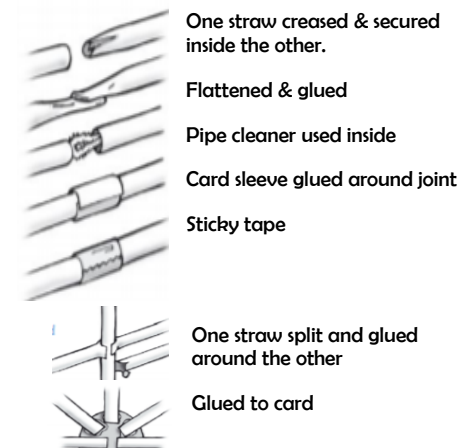 One straw creased & secured
inside the other.
Flattened & glued
Pipe cleaner used inside
Card sleeve glued around joint
Sticky tape
One straw split and glued
around the other
Glued to card